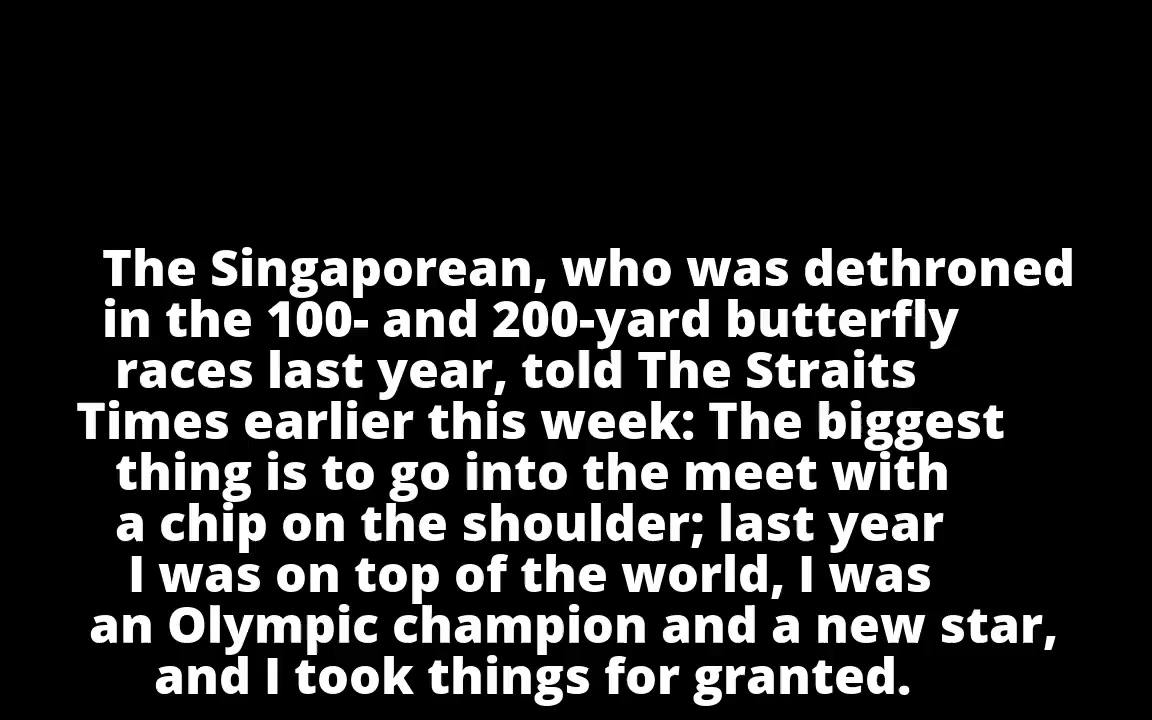 The Singaporean, who was dethroned
in the 100- and 200-yard butterfly
races last year, told The Straits
Times earlier this week: The biggest
thing is to go into the meet with
a chip on the shoulder; last year
I was on top of the world, I was
an Olympic champion and a new star,
and I took things for granted.